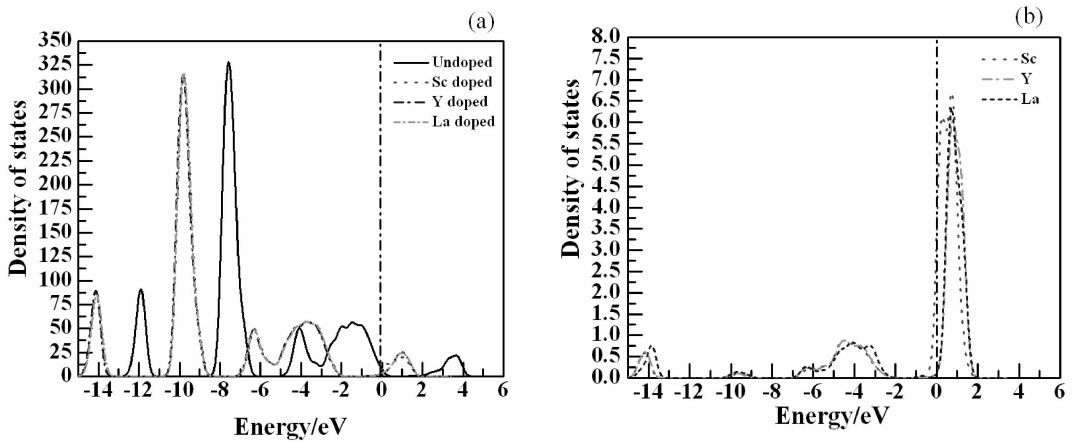 (a)
350
325
300
275
250
225
200
175
150
125
100
75
50
25
0
Density of states
Undoped
Sc doped
Y doped
La doped
-14 -12 -10 -8 -6 -4 -2 0 2 4 6
Energy/eV
(b)
8.0
7.5
7.0
6.5
6.0
5.5
5.0
4.5
4.0
3.5
3.0
2.5
2.0
1.5
1.0
0.5
0.0
Density of states
Sc
Y
La
-14 -12 -10 -8 -6 -4 -2 0 2 4 6
Energy/eV